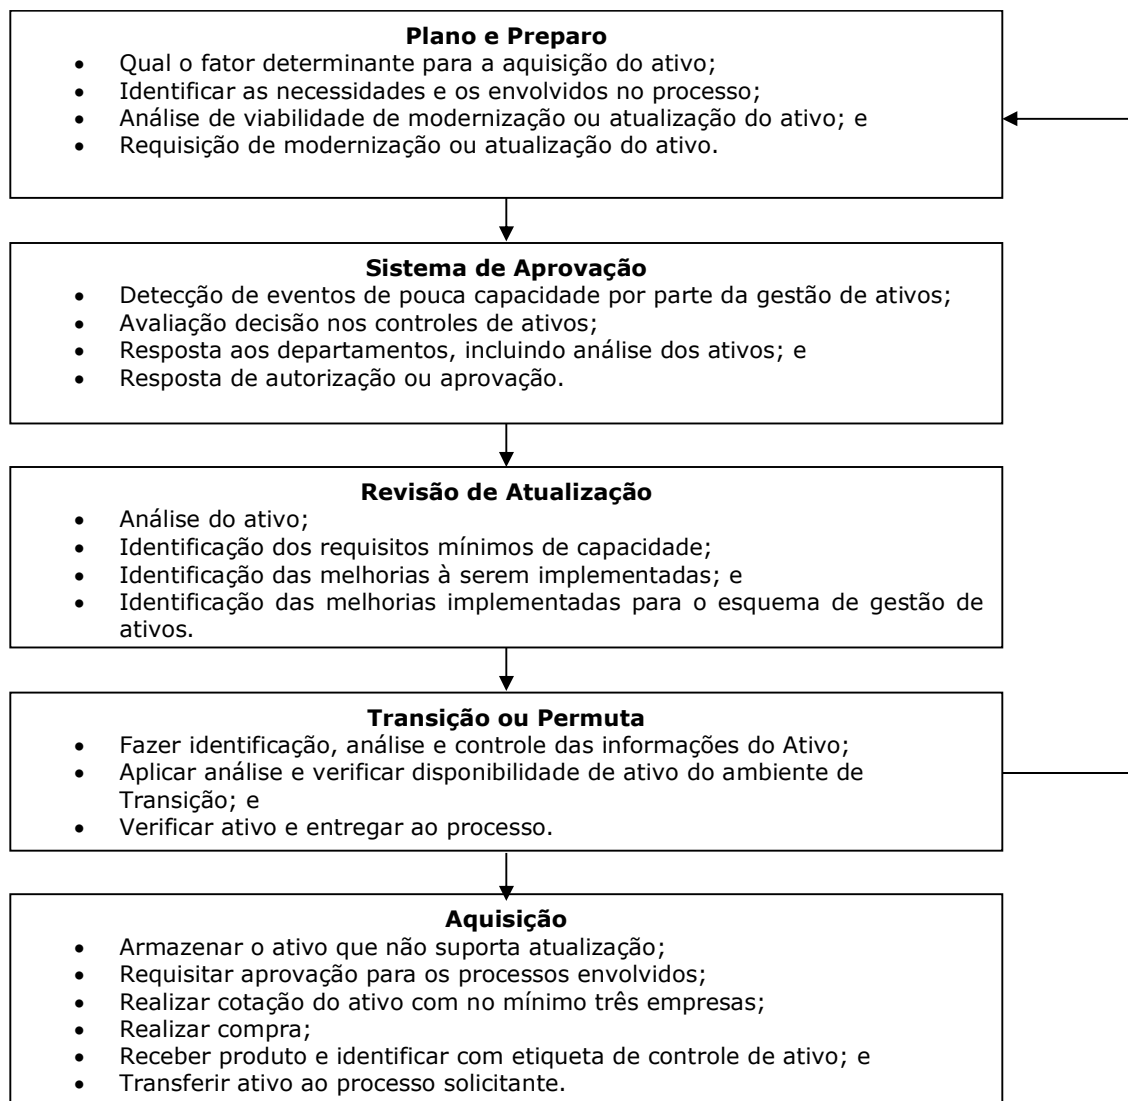 Plano e Preparo
• Qual o fator determinante para a aquisição do ativo;
• Identificar as necessidades e os envolvidos no processo;
• Análise de viabilidade de modernização ou atualização do ativo; e
• Requisição de modernização ou atualização do ativo.
Sistema de Aprovação
• Detecção de eventos de pouca capacidade por parte da gestão de ativos;
• Avaliação decisão nos controles de ativos;
• Resposta aos departamentos, incluindo análise dos ativos; e
• Resposta de autorização ou aprovação.
Revisão de Atualização
• Análise do ativo;
• Identificação dos requisitos mínimos de capacidade;
• Identificação das melhorias à serem implementadas; e
• Identificação das melhorias implementadas para o esquema de gestão de
ativos.
Transição ou Permuta
• Fazer identificação, análise e controle das informações do Ativo;
• Aplicar análise e verificar disponibilidade de ativo do ambiente de
Transição; e
• Verificar ativo e entregar ao processo.
Aquisição
• Armazenar o ativo que não suporta atualização;
• Requisitar aprovação para os processos envolvidos;
• Realizar cotação do ativo com no mínimo três empresas;
• Realizar compra;
• Receber produto e identificar com etiqueta de controle de ativo; e
• Transferir ativo ao processo solicitante.